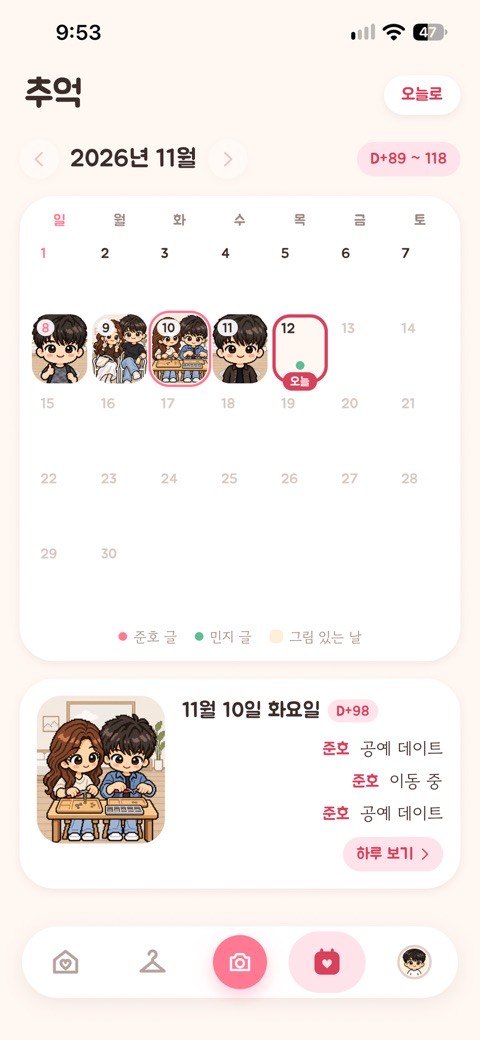 9:53
47
추억
오늘로
2026년 11월
D+89 ~ 118
일 월 화 수 목 금 토
1 2 3 4 5 6 7
8 9 10 11 12 13 14
오늘
15 16 17 18 19 20 21
22 23 24 25 26 27 28
29 30
준호 글 민지 글 그림 있는 날
11월 10일 화요일 D+98
준호 공예 데이트
준호 이동 중
준호 공예 데이트
하루 보기